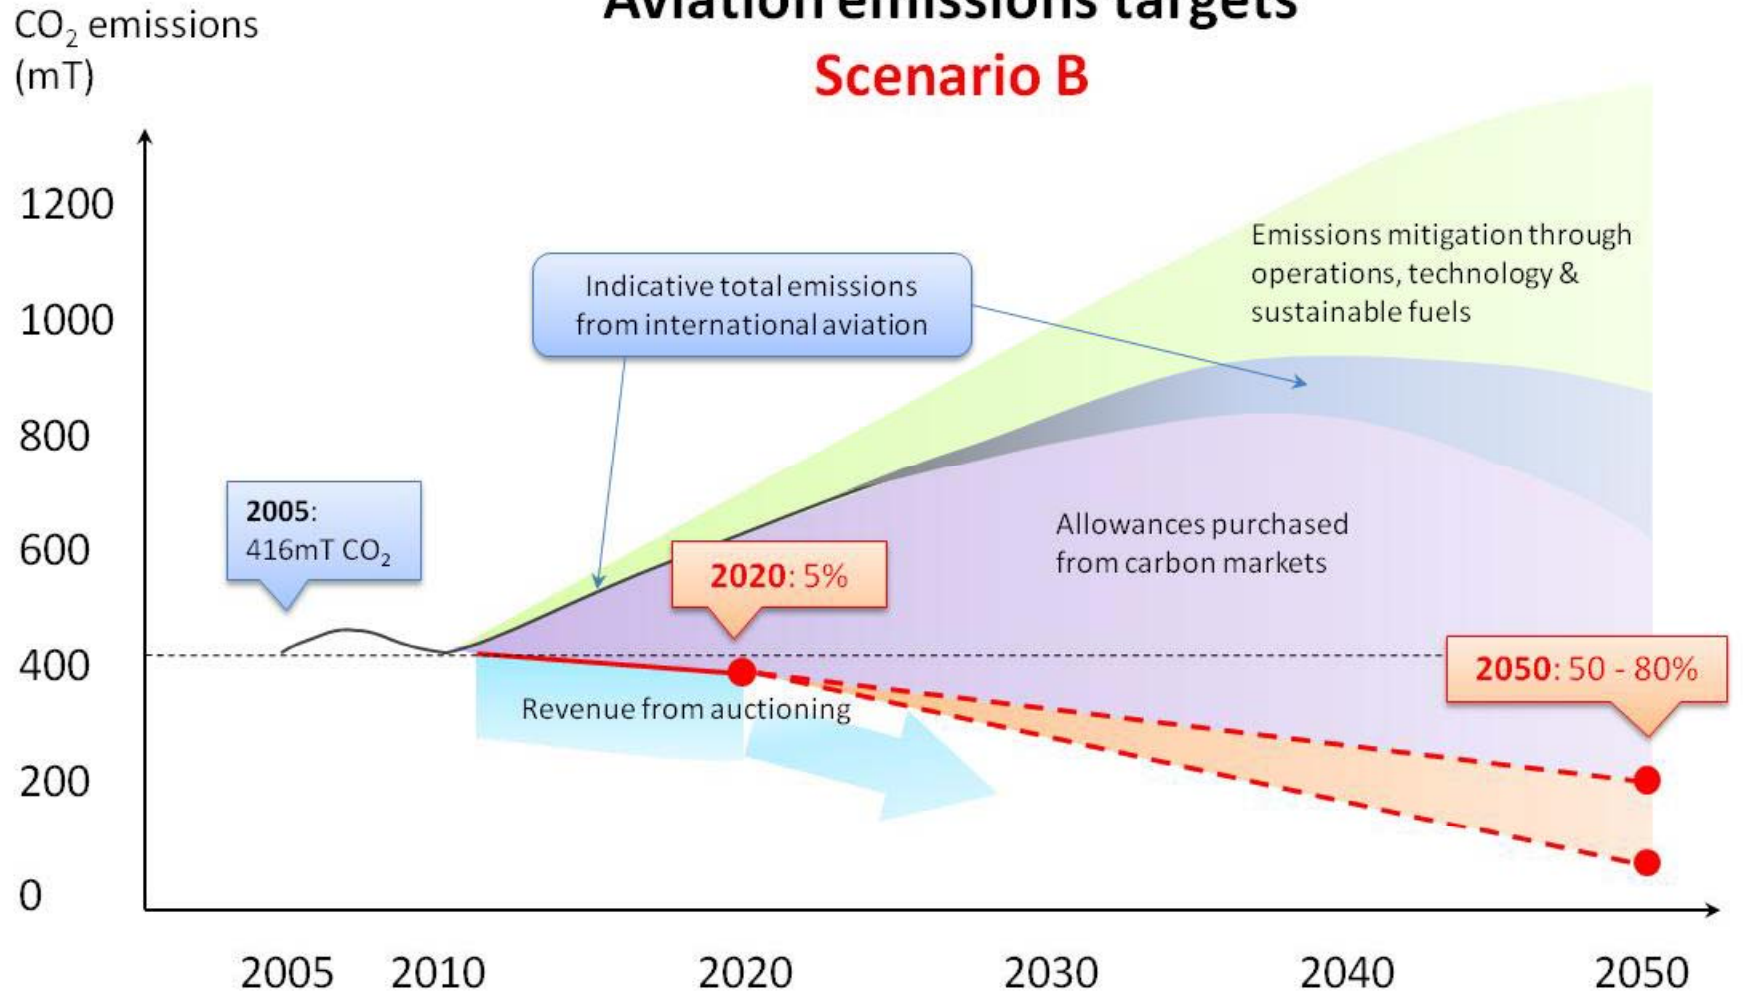 Aviation emissions targets
Scenario B
CO₂ emissions
(mT)
1200
1000
800
600
400
200
0
Emissions mitigation through
operations, technology &
sustainable fuels
Indicative total emissions
from international aviation
2005:
416mT CO₂
Allowances purchased
from carbon markets
2020: 5%
2050: 50 - 80%
Revenue from auctioning
2005 2010 2020 2030 2040 2050